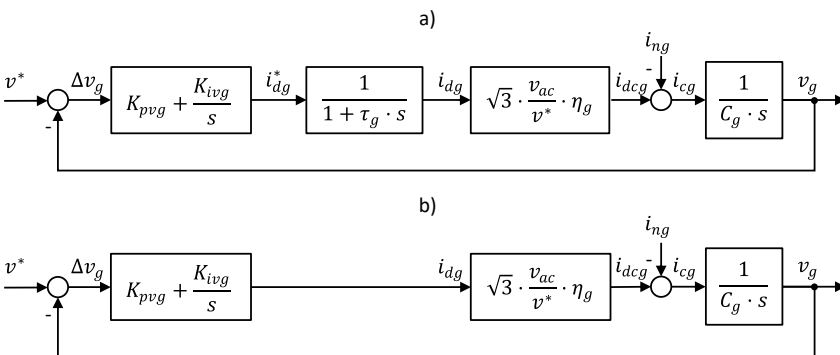 a)
v* Δv_g K_pvg + K_ivg/s i*_dg 1/(1 + τ_g · s) i_dg √3 · v_ac/v* · η_g i_dcg - i_ng i_cg 1/(C_g · s) v_g
-
b)
v* Δv_g K_pvg + K_ivg/s i_dg √3 · v_ac/v* · η_g i_dcg - i_ng i_cg 1/(C_g · s) v_g
-